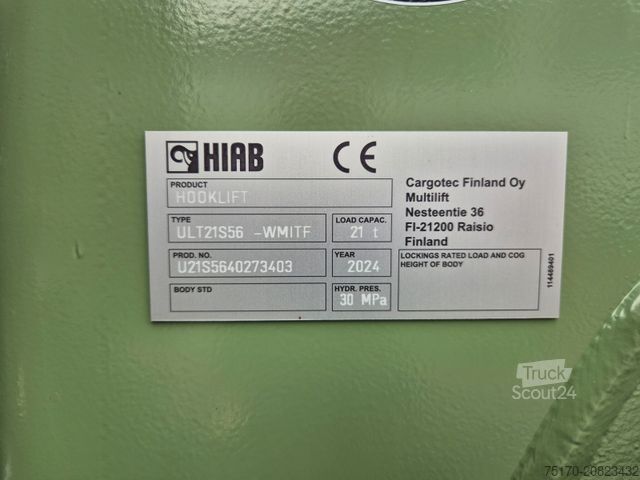 HIAB CE
PRODUCT
HOOKLIFT
TYPE
ULT21S56 -WMITF
LOAD CAPAC.
21 t
PROD. NO.
U21S5640273403
YEAR
2024
BODY STD
HYDR. PRES.
30 MPa
Cargotec Finland Oy
Multilift
Nesteentie 36
FI-21200 Raisio
Finland
LOCKINGS RATED LOAD AND COG
HEIGHT OF BODY
114489401
Truck
Scout24
75170-20823432